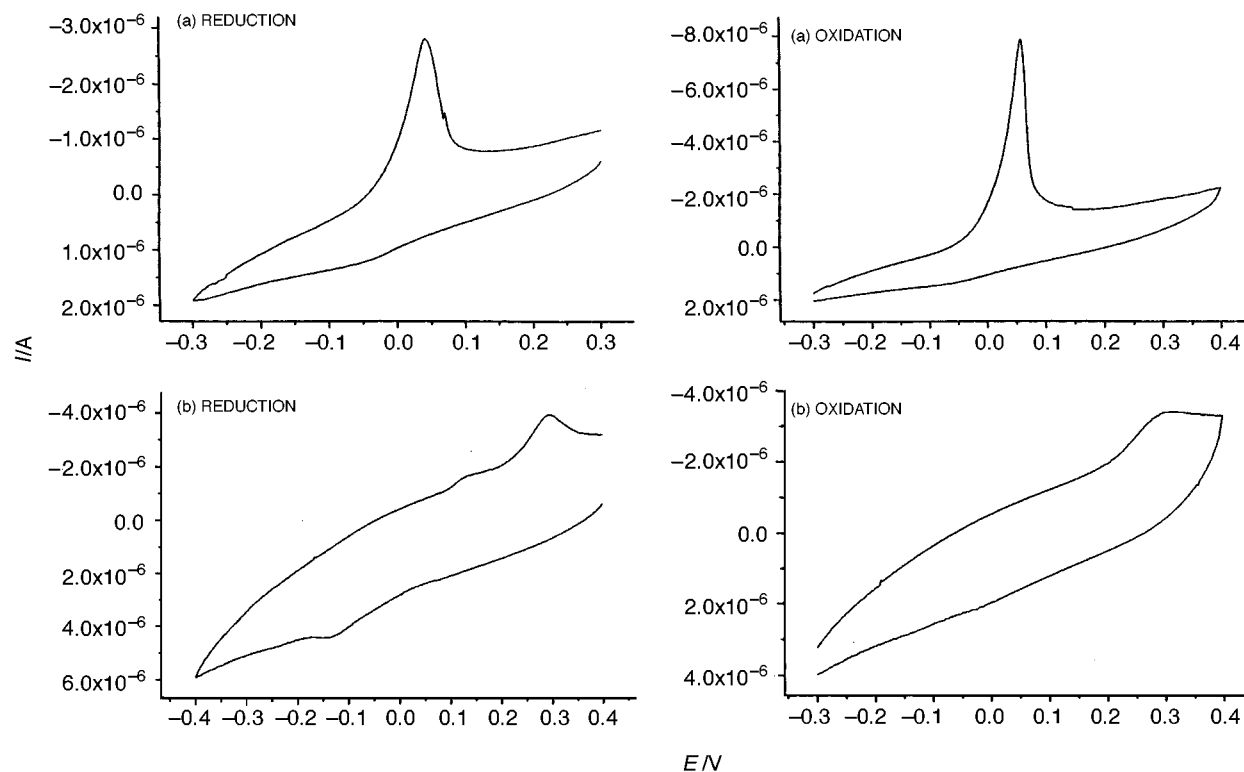 (a) REDUCTION
−3.0x10⁻⁶
−2.0x10⁻⁶
−1.0x10⁻⁶
0.0
1.0x10⁻⁶
2.0x10⁻⁶
−0.3 −0.2 −0.1 0.0 0.1 0.2 0.3
(a) OXIDATION
−8.0x10⁻⁶
−6.0x10⁻⁶
−4.0x10⁻⁶
−2.0x10⁻⁶
0.0
2.0x10⁻⁶
−0.3 −0.2 −0.1 0.0 0.1 0.2 0.3 0.4
I/A
(b) REDUCTION
−4.0x10⁻⁶
−2.0x10⁻⁶
0.0
2.0x10⁻⁶
4.0x10⁻⁶
6.0x10⁻⁶
−0.4 −0.3 −0.2 −0.1 0.0 0.1 0.2 0.3 0.4
(b) OXIDATION
−4.0x10⁻⁶
−2.0x10⁻⁶
0.0
2.0x10⁻⁶
4.0x10⁻⁶
−0.3 −0.2 −0.1 0.0 0.1 0.2 0.3 0.4
E/V